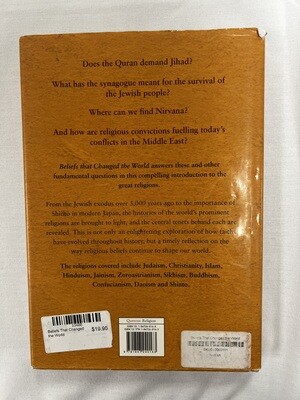 Does the Quran demand Jihad?
What has the synagogue meant for the survival of
the Jewish people?
Where can we find Nirvana?
And how are religious convictions fuelling today's
conflicts in the Middle East?
Beliefs that Changed the World answers these and other
fundamental questions in this compelling introduction to the
great religions.
From the Jewish exodus over 3,000 years ago to the importance of
Shinto in modern Japan, the histories of the world's prominent
religions are brought to light, and the central tenets behind each are
revealed. This is not only an enlightening exploration of how faiths
have evolved throughout history, but a timely reflection on the
way religious beliefs continue to shape our world.
The religions covered include Judaism, Christianity, Islam,
Hinduism, Jainism, Zoroastrianism, Sikhism, Buddhism,
Confucianism, Daoism and Shinto.
Quercus Religion
Beliefs That Changed
the World
$19.95